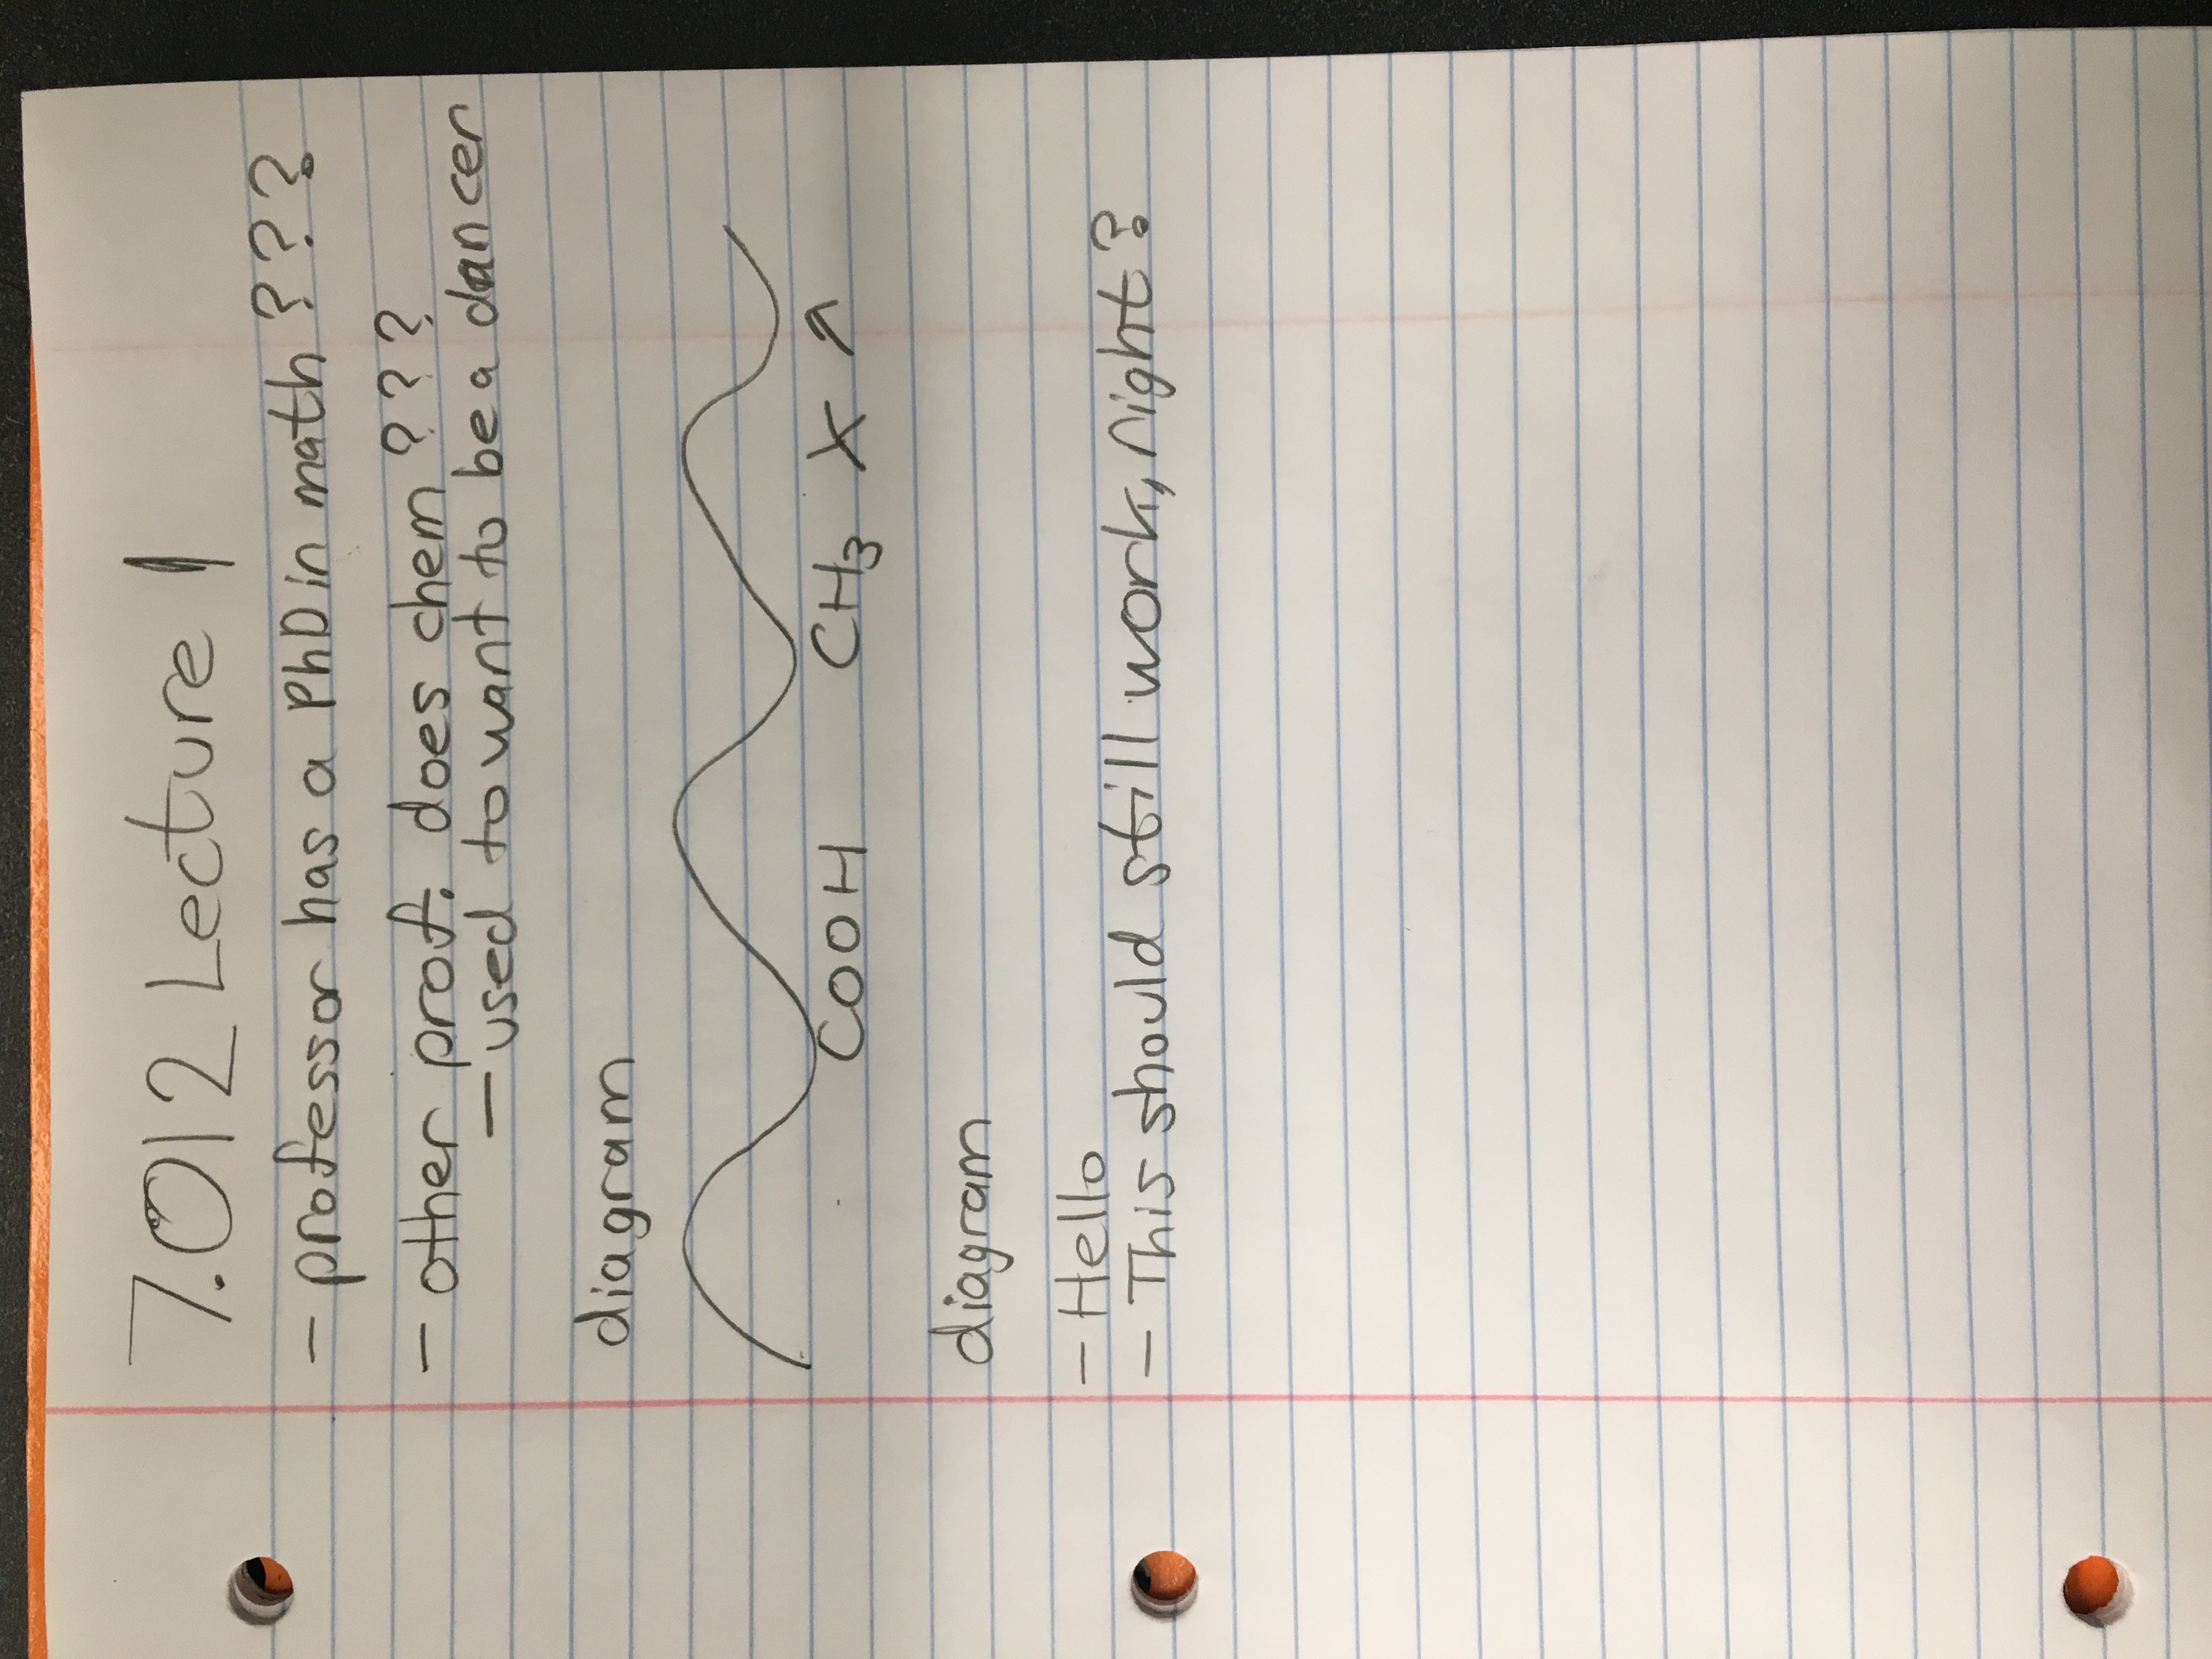 7.012 Lecture 1
- professor has a PhD in math ???
- other prof. does chem ???
- used to want to be a dancer
diagram
COOH CH3 X ↗
diagram
- Hello
- This should still work, right?